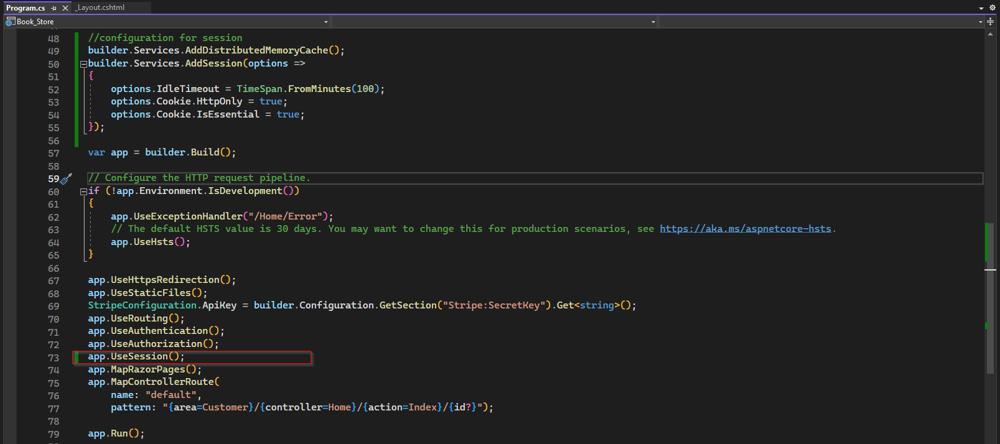 Program.cs
_Layout.cshtml
Book_Store
48 //configuration for session
49 builder.Services.AddDistributedMemoryCache();
50 builder.Services.AddSession(options =>
51 {
52 options.IdleTimeout = TimeSpan.FromMinutes(100);
53 options.Cookie.HttpOnly = true;
54 options.Cookie.IsEssential = true;
55 });
56
57 var app = builder.Build();
58
59 // Configure the HTTP request pipeline.
60 if (!app.Environment.IsDevelopment())
61 {
62 app.UseExceptionHandler("/Home/Error");
63 // The default HSTS value is 30 days. You may want to change this for production scenarios, see https://aka.ms/aspnetcore-hsts.
64 app.UseHsts();
65 }
66
67 app.UseHttpsRedirection();
68 app.UseStaticFiles();
69 StripeConfiguration.ApiKey = builder.Configuration.GetSection("Stripe:SecretKey").Get<string>();
70 app.UseRouting();
71 app.UseAuthentication();
72 app.UseAuthorization();
73 app.UseSession();
74 app.MapRazorPages();
75 app.MapControllerRoute(
76 name: "default",
77 pattern: "{area=Customer}/{controller=Home}/{action=Index}/{id?}");
78
79 app.Run();